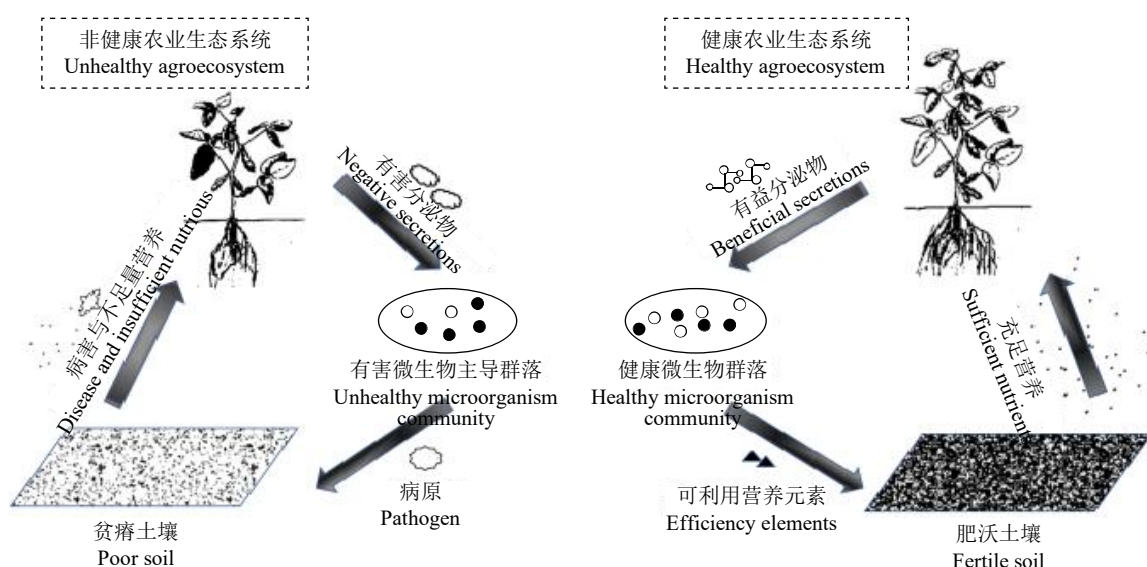 非健康农业生态系统
Unhealthy agroecosystem
健康农业生态系统
Healthy agroecosystem
有害分泌物
Negative secretions
有益分泌物
Beneficial secretions
病害与不足量营养
Disease and insufficient nutrious
充足营养
Sufficient nutrient
有害微生物主导群落
Unhealthy microorganism
community
健康微生物群落
Healthy microorganism
community
病原
Pathogen
可利用营养元素
Efficiency elements
贫瘠土壤
Poor soil
肥沃土壤
Fertile soil